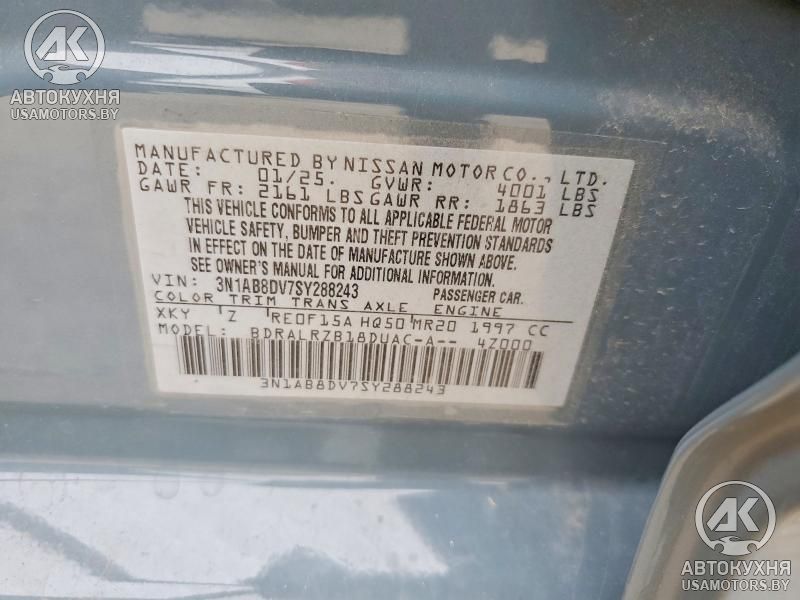 АК
АВТОКУХНЯ
USAMOTORS.BY
MANUFACTURED BY NISSAN MOTOR CO., LTD.
DATE: 01/25. GVWR: 4001 LBS
GAWR FR: 2161 LBS GAWR RR: 1863 LBS
THIS VEHICLE CONFORMS TO ALL APPLICABLE FEDERAL MOTOR
VEHICLE SAFETY, BUMPER AND THEFT PREVENTION STANDARDS
IN EFFECT ON THE DATE OF MANUFACTURE SHOWN ABOVE.
SEE OWNER'S MANUAL FOR ADDITIONAL INFORMATION.
VIN: 3N1AB8DV7SY288243 PASSENGER CAR.
COLOR TRIM TRANS AXLE ENGINE
XKY Z RE0F15A HQ50 MR20 1997 CC
MODEL: BDRALRZB18DUAC-A-- 4Z000
3N1AB8DV7SY288243
АК
АВТОКУХНЯ
USAMOTORS.BY